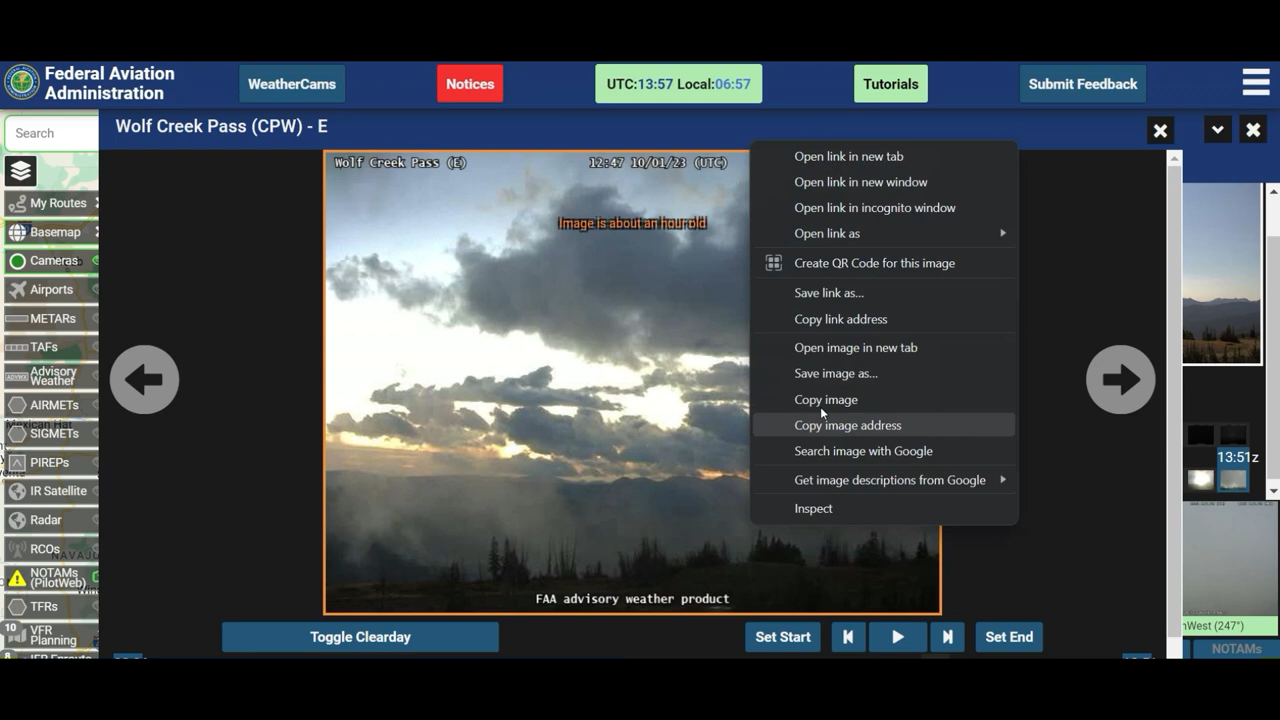 Federal Aviation
Administration
WeatherCams
Notices
UTC:13:57 Local:06:57
Tutorials
Submit Feedback
Search
Wolf Creek Pass (CPW) - E
My Routes
Basemap
Cameras
Airports
METARs
TAFs
Advisory
Weather
AIRMETs
SIGMETs
PIREPs
IR Satellite
Radar
RCOs
NOTAMs
(PilotWeb)
TFRs
10
VFR
Planning
Wolf Creek Pass (E)
12:47 10/01/23 (UTC)
Image is about an hour old
FAA advisory weather product
Open link in new tab
Open link in new window
Open link in incognito window
Open link as
Create QR Code for this image
Save link as...
Copy link address
Open image in new tab
Save image as...
Copy image
Copy image address
Search image with Google
Get image descriptions from Google
Inspect
Toggle Clearday
Set Start
Set End
13:51z
West (247°)
NOTAMs